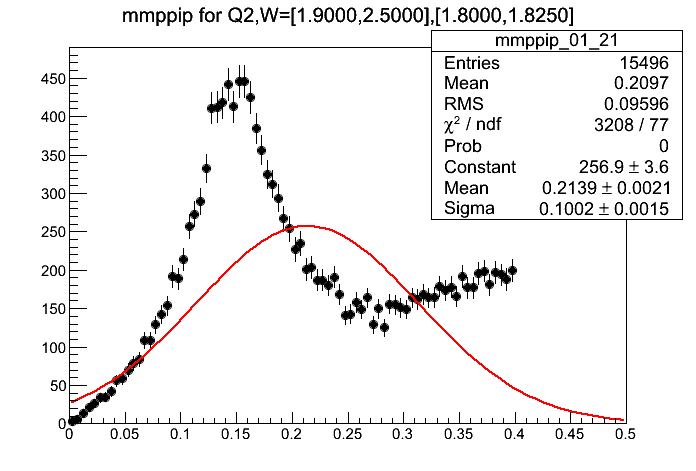 mmppip for Q2,W=[1.9000,2.5000],[1.8000,1.8250]
mmppip_01_21
Entries 15496
Mean 0.2097
RMS 0.09596
χ² / ndf 3208 / 77
Prob 0
Constant 256.9 ± 3.6
Mean 0.2139 ± 0.0021
Sigma 0.1002 ± 0.0015
450
400
350
300
250
200
150
100
50
0
0 0.05 0.1 0.15 0.2 0.25 0.3 0.35 0.4 0.45 0.5